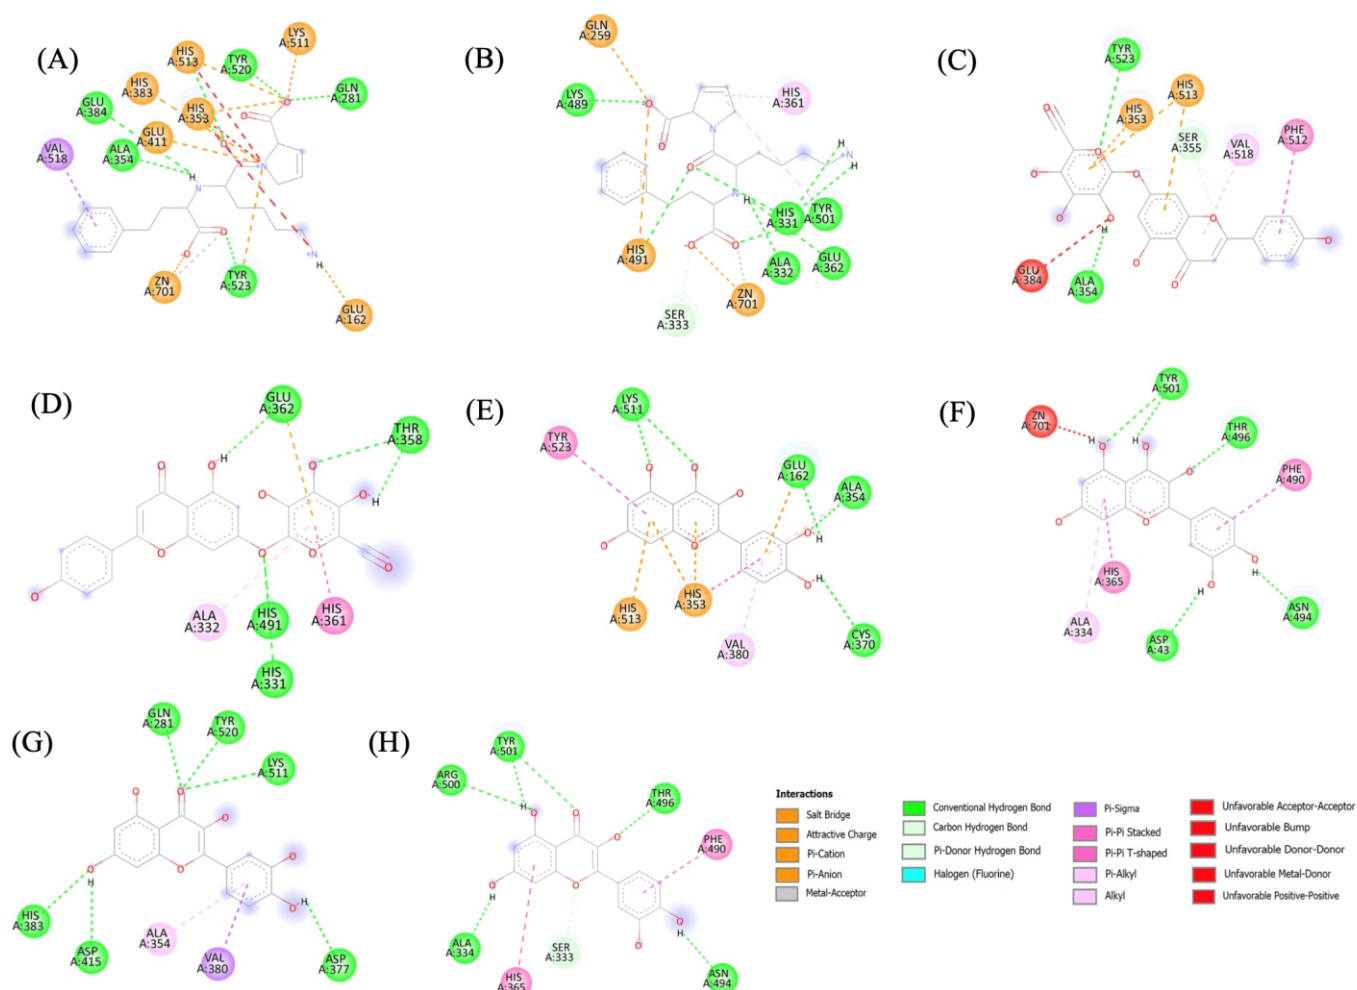 (A)
LYS
A:511
HIS
A:513
TYR
A:520
GLN
A:281
HIS
A:383
HIS
A:353
GLU
A:384
GLU
A:411
ALA
A:354
VAL
A:518
ZN
A:701
TYR
A:523
GLU
A:162
H
N
N
O
O
O
O
N
H
(B)
GLN
A:259
LYS
A:489
HIS
A:361
HIS
A:491
HIS
A:331
TYR
A:501
ALA
A:332
GLU
A:362
ZN
A:701
SER
A:333
O
O
N
O
N
H
N
H
H
O
O
(C)
TYR
A:523
HIS
A:513
HIS
A:353
SER
A:355
VAL
A:518
PHE
A:512
GLU
A:384
ALA
A:354
O
O
O
O
O
H
O
O
O
O
O
(D)
GLU
A:362
THR
A:358
ALA
A:332
HIS
A:491
HIS
A:361
HIS
A:331
O
O
H
O
O
O
H
O
O
O
O
O
(E)
LYS
A:511
TYR
A:523
GLU
A:162
ALA
A:354
HIS
A:513
HIS
A:353
VAL
A:380
CYS
A:370
O
O
O
O
O
O
H
O
H
(F)
TYR
A:501
ZN
A:701
THR
A:496
PHE
A:490
HIS
A:365
ALA
A:334
ASP
A:43
ASN
A:494
H
H
O
O
O
O
O
O
H
O
H
(G)
GLN
A:281
TYR
A:520
LYS
A:511
HIS
A:383
ASP
A:415
ALA
A:354
VAL
A:380
ASP
A:377
O
O
O
O
H
O
O
O
H
(H)
TYR
A:501
ARG
A:500
THR
A:496
PHE
A:490
ALA
A:334
SER
A:333
HIS
A:365
ASN
A:494
H
O
O
O
O
H
O
O
H
O
Interactions
Salt Bridge
Attractive Charge
Pi-Cation
Pi-Anion
Metal-Acceptor
Conventional Hydrogen Bond
Carbon Hydrogen Bond
Pi-Donor Hydrogen Bond
Halogen (Fluorine)
Pi-Sigma
Pi-Pi Stacked
Pi-Pi T-shaped
Pi-Alkyl
Alkyl
Unfavorable Acceptor-Acceptor
Unfavorable Bump
Unfavorable Donor-Donor
Unfavorable Metal-Donor
Unfavorable Positive-Positive